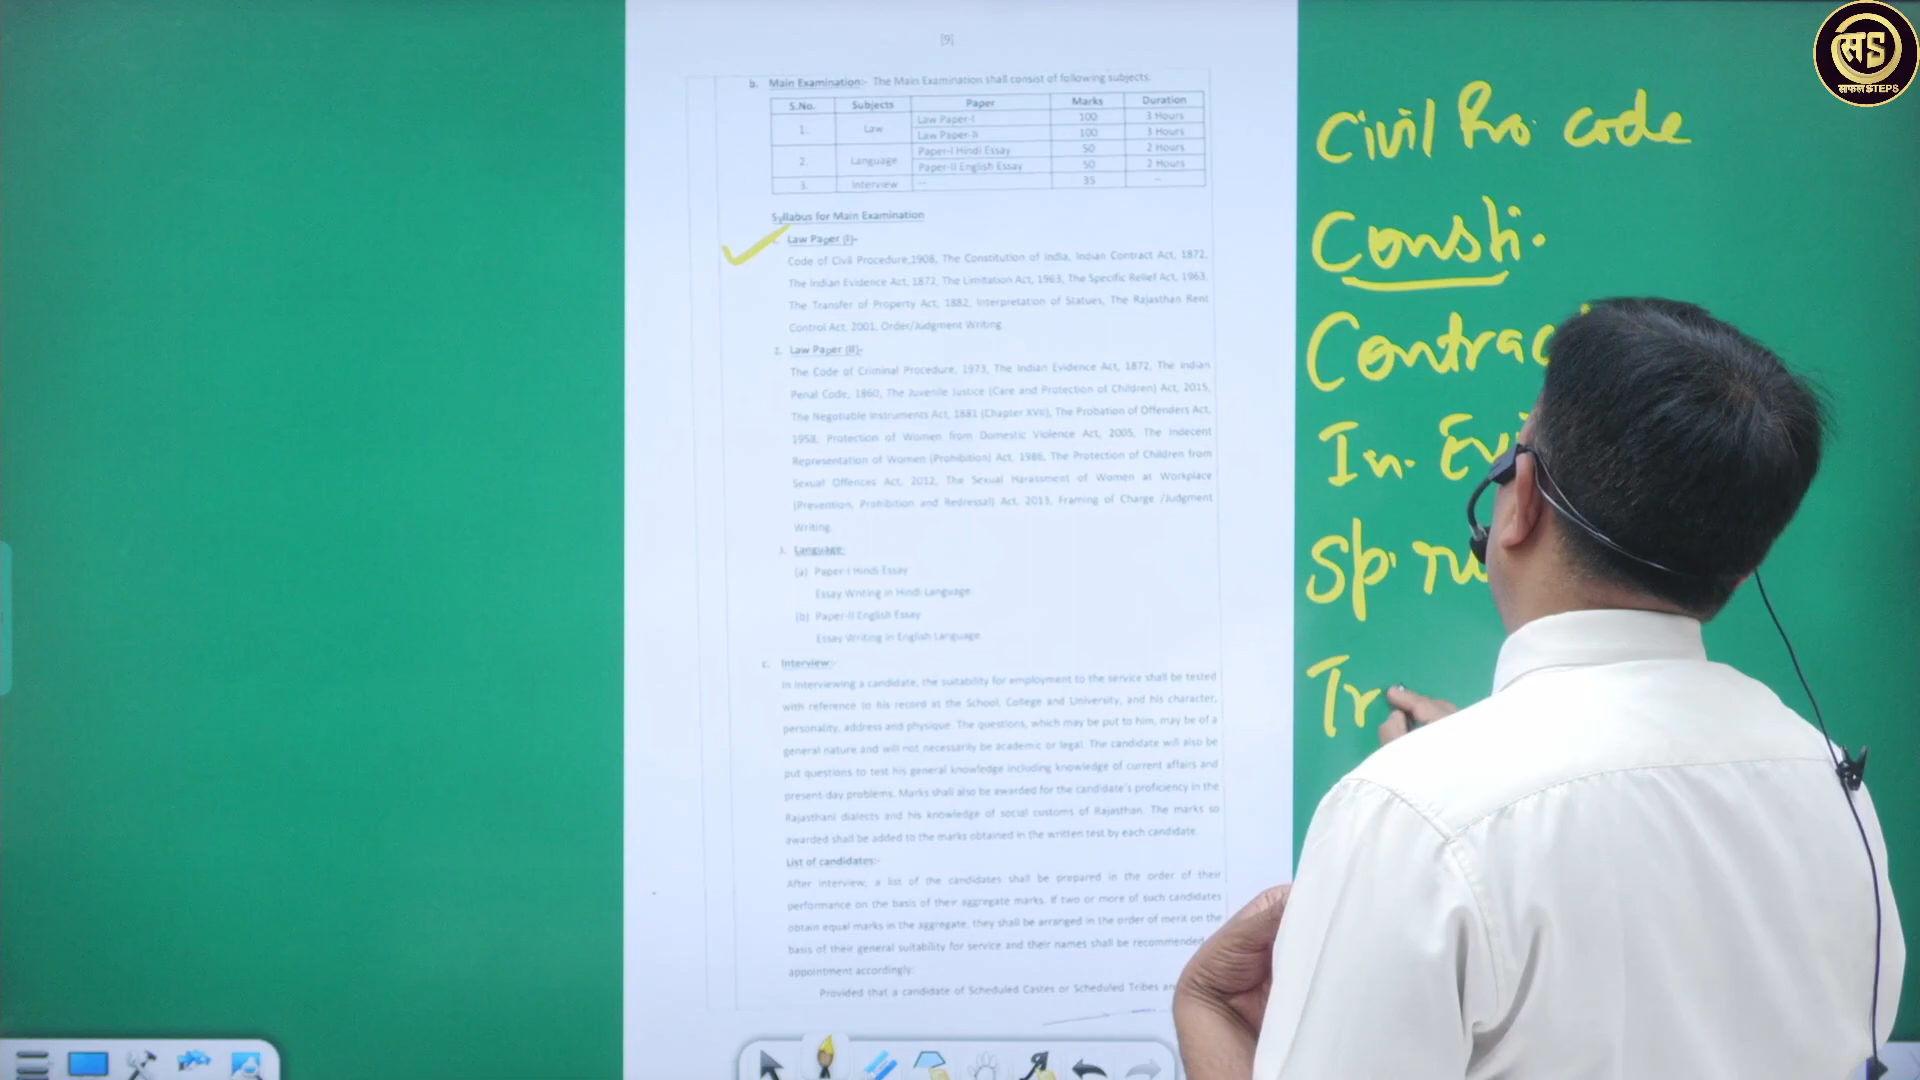 [9]
b. Main Examination:- The Main Examination shall consist of following subjects.
S.No. Subjects Paper Marks Duration
1. Law Law Paper-I 100 3 Hours
Law Paper-II 100 3 Hours
2. Language Paper-I Hindi Essay 50 2 Hours
Paper-II English Essay 50 2 Hours
3. Interview -- 35 --
Syllabus for Main Examination
Law Paper (I)-
Code of Civil Procedure,1908, The Constitution of India, Indian Contract Act, 1872,
The Indian Evidence Act, 1872, The Limitation Act, 1963, The Specific Relief Act, 1963,
The Transfer of Property Act, 1882, Interpretation of Statues, The Rajasthan Rent
Control Act, 2001, Order/Judgment Writing.
2. Law Paper (II)-
The Code of Criminal Procedure, 1973, The Indian Evidence Act, 1872, The Indian
Penal Code, 1860, The Juvenile Justice (Care and Protection of Children) Act, 2015,
The Negotiable Instruments Act, 1881 (Chapter XVII), The Probation of Offenders Act,
1958, Protection of Women from Domestic Violence Act, 2005, The Indecent
Representation of Women (Prohibition) Act, 1986, The Protection of Children from
Sexual Offences Act, 2012, The Sexual Harassment of Women at Workplace
(Prevention, Prohibition and Redressal) Act, 2013, Framing of Charge /Judgment
Writing.
3. Language:
(a) Paper-I Hindi Essay
Essay Writing in Hindi Language
(b) Paper-II English Essay
Essay Writing in English Language
c. Interview:-
In interviewing a candidate, the suitability for employment to the service shall be tested
with reference to his record at the School, College and University, and his character,
personality, address and physique. The questions, which may be put to him, may be of a
general nature and will not necessarily be academic or legal. The candidate will also be
put questions to test his general knowledge including knowledge of current affairs and
present-day problems. Marks shall also be awarded for the candidate's proficiency in the
Rajasthani dialects and his knowledge of social customs of Rajasthan. The marks so
awarded shall be added to the marks obtained in the written test by each candidate.
List of candidates:-
After interview, a list of the candidates shall be prepared in the order of their
performance on the basis of their aggregate marks. If two or more of such candidates
obtain equal marks in the aggregate, they shall be arranged in the order of merit on the
basis of their general suitability for service and their names shall be recommended
appointment accordingly:
Provided that a candidate of Scheduled Castes or Scheduled Tribes
Civil Pro. code
Consti.
Contrac
In. Evi
Sp.
Tr
सS
सफलSTEPS